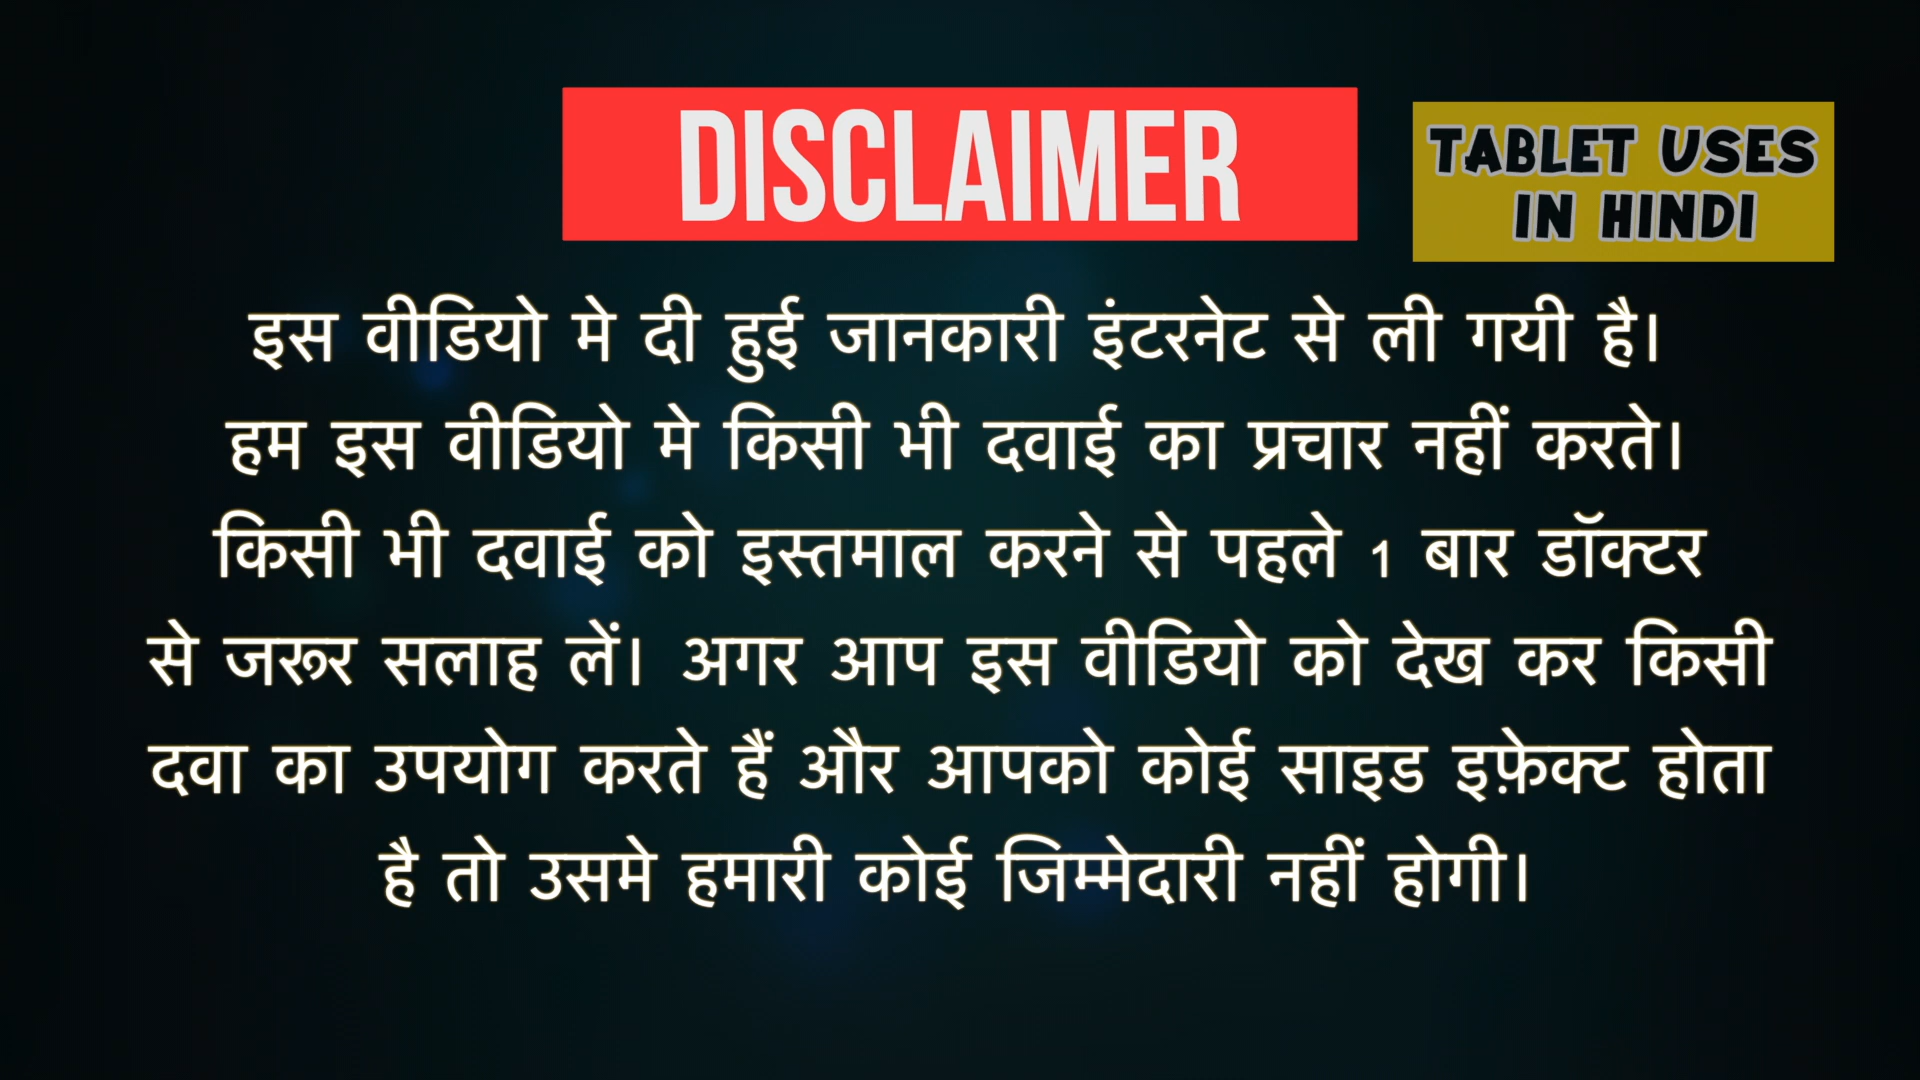 DISCLAIMER
TABLET USES
IN HINDI
इस वीडियो मे दी हुई जानकारी इंटरनेट से ली गयी है।
हम इस वीडियो मे किसी भी दवाई का प्रचार नहीं करते।
किसी भी दवाई को इस्तमाल करने से पहले 1 बार डॉक्टर
से जरूर सलाह लें। अगर आप इस वीडियो को देख कर किसी
दवा का उपयोग करते हैं और आपको कोई साइड इफ़ेक्ट होता
है तो उसमे हमारी कोई जिम्मेदारी नहीं होगी।